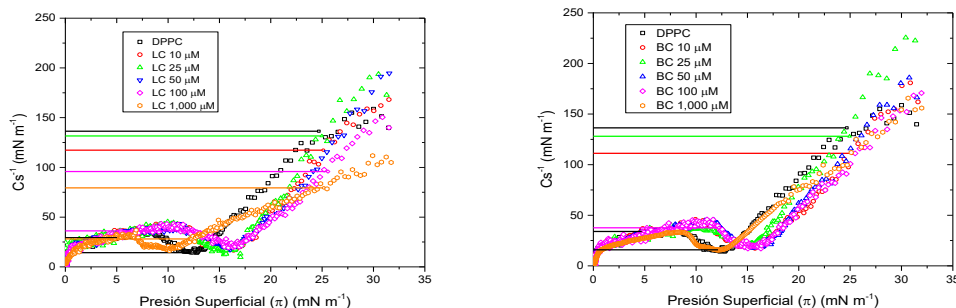 250
200
150
100
50
0
Cs⁻¹ (mN m⁻¹)
DPPC
LC 10 μM
LC 25 μM
LC 50 μM
LC 100 μM
LC 1,000 μM
0 5 10 15 20 25 30 35
Presión Superficial (π) (mN m⁻¹)
250
200
150
100
50
0
Cs⁻¹ (mN m⁻¹)
DPPC
BC 10 μM
BC 25 μM
BC 50 μM
BC 100 μM
BC 1,000 μM
0 5 10 15 20 25 30 35
Presión Superficial (π) (mN m⁻¹)